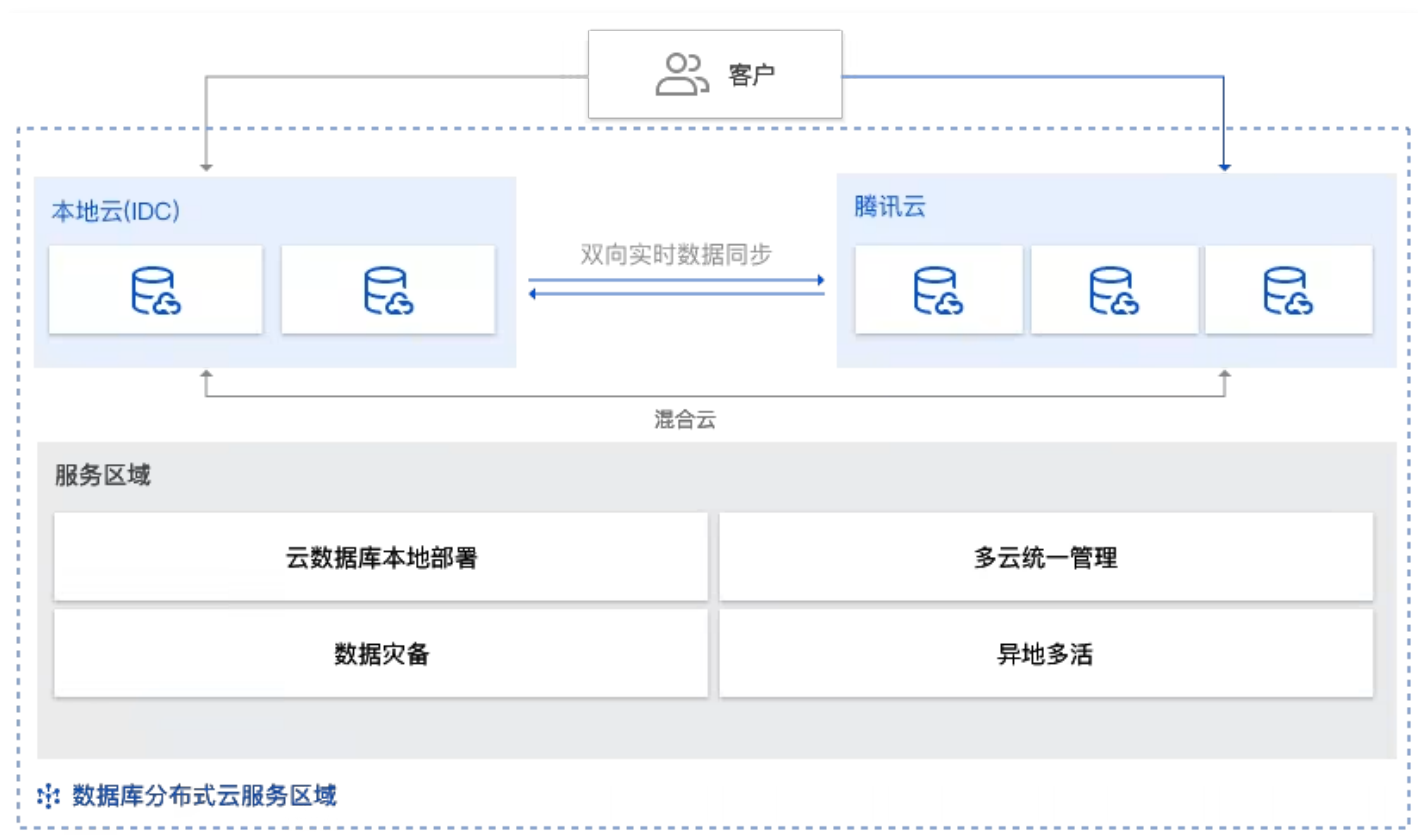 客户
本地云(IDC)
腾讯云
双向实时数据同步
混合云
服务区域
云数据库本地部署
多云统一管理
数据灾备
异地多活
数据库分布式云服务区域